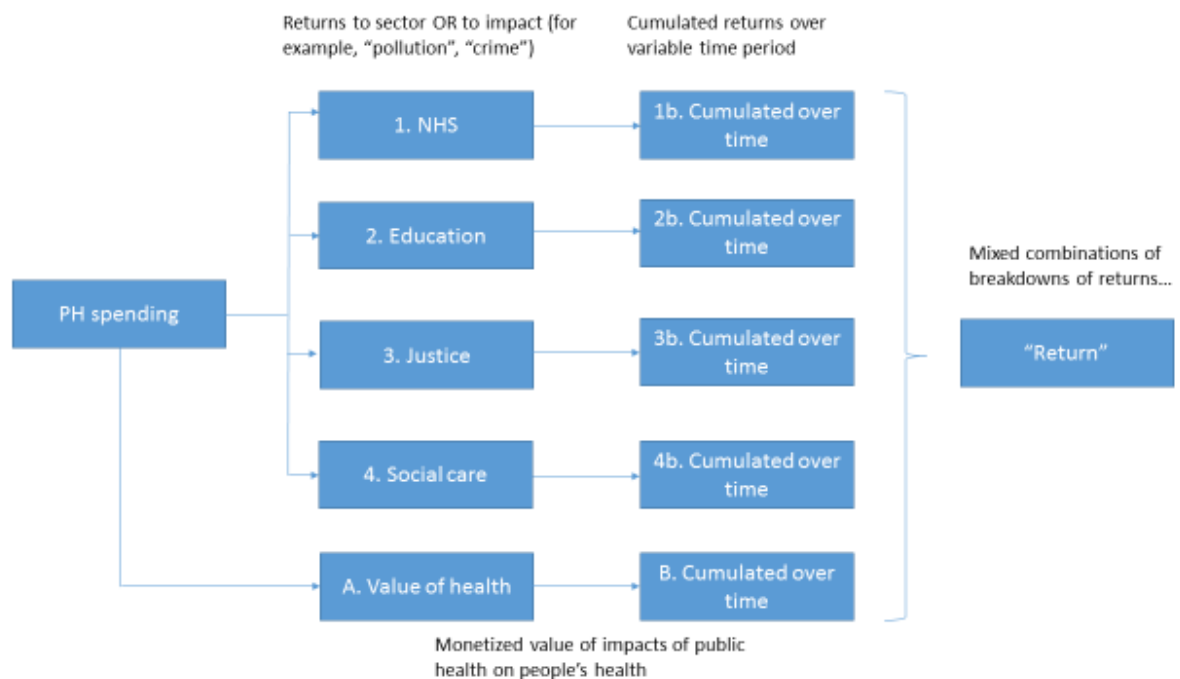 Returns to sector OR to impact (for
example, “pollution”, “crime”)
Cumulated returns over
variable time period
1. NHS
1b. Cumulated over
time
2. Education
2b. Cumulated over
time
Mixed combinations of
breakdowns of returns...
PH spending
“Return”
3. Justice
3b. Cumulated over
time
4. Social care
4b. Cumulated over
time
A. Value of health
B. Cumulated over
time
Monetized value of impacts of public
health on people’s health